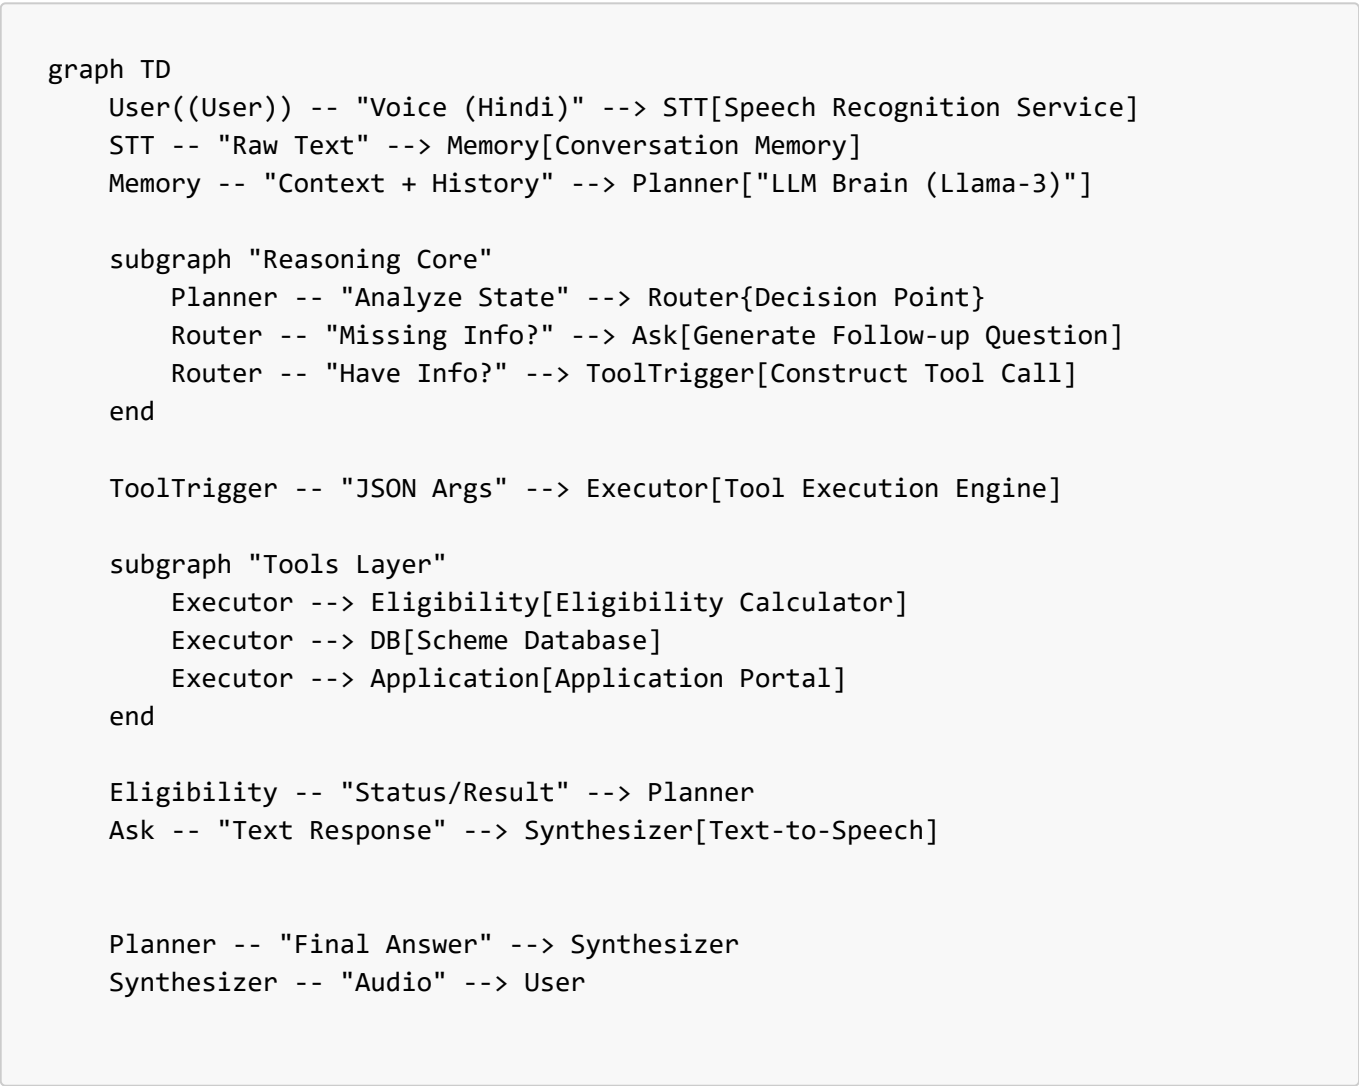 graph TD
    User((User)) -- "Voice (Hindi)" --> STT[Speech Recognition Service]
    STT -- "Raw Text" --> Memory[Conversation Memory]
    Memory -- "Context + History" --> Planner["LLM Brain (Llama-3)"]
    subgraph "Reasoning Core"
        Planner -- "Analyze State" --> Router{Decision Point}
        Router -- "Missing Info?" --> Ask[Generate Follow-up Question]
        Router -- "Have Info?" --> ToolTrigger[Construct Tool Call]
    end
    ToolTrigger -- "JSON Args" --> Executor[Tool Execution Engine]
    subgraph "Tools Layer"
        Executor --> Eligibility[Eligibility Calculator]
        Executor --> DB[Scheme Database]
        Executor --> Application[Application Portal]
    end
    Eligibility -- "Status/Result" --> Planner
    Ask -- "Text Response" --> Synthesizer[Text-to-Speech]
    Planner -- "Final Answer" --> Synthesizer
    Synthesizer -- "Audio" --> User